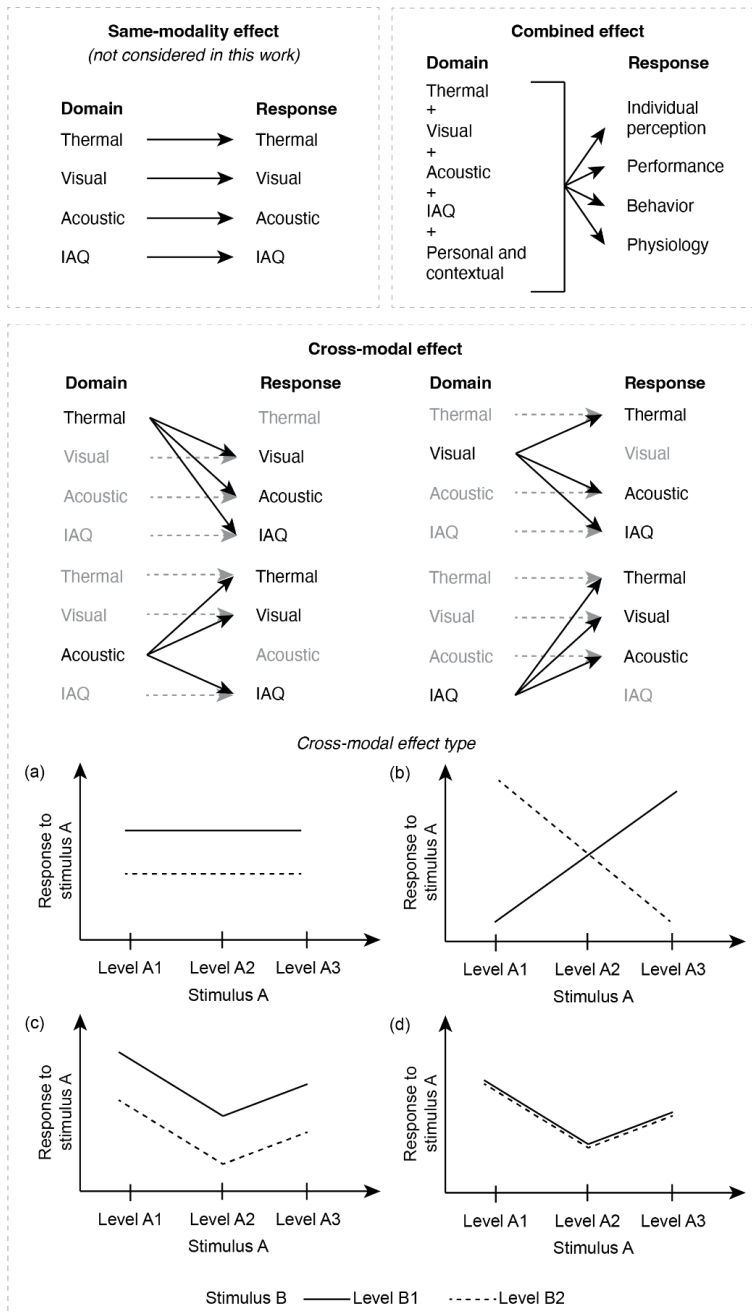 Same-modality effect
(not considered in this work)
Domain Response
Thermal Thermal
Visual Visual
Acoustic Acoustic
IAQ IAQ
Combined effect
Domain Response
Thermal
+
Visual
+
Acoustic
+
IAQ
+
Personal and
contextual
Individual
perception
Performance
Behavior
Physiology
Cross-modal effect
Domain Response
Thermal Thermal
Visual Visual
Acoustic Acoustic
IAQ IAQ
Thermal Thermal
Visual Visual
Acoustic Acoustic
IAQ IAQ
Domain Response
Thermal Thermal
Visual Visual
Acoustic Acoustic
IAQ IAQ
Thermal Thermal
Visual Visual
Acoustic Acoustic
IAQ IAQ
Cross-modal effect type
(a)
Response to
stimulus A
Level A1 Level A2 Level A3
Stimulus A
(b)
Response to
stimulus A
Level A1 Level A2 Level A3
Stimulus A
(c)
Response to
stimulus A
Level A1 Level A2 Level A3
Stimulus A
(d)
Response to
stimulus A
Level A1 Level A2 Level A3
Stimulus A
Stimulus B Level B1 Level B2